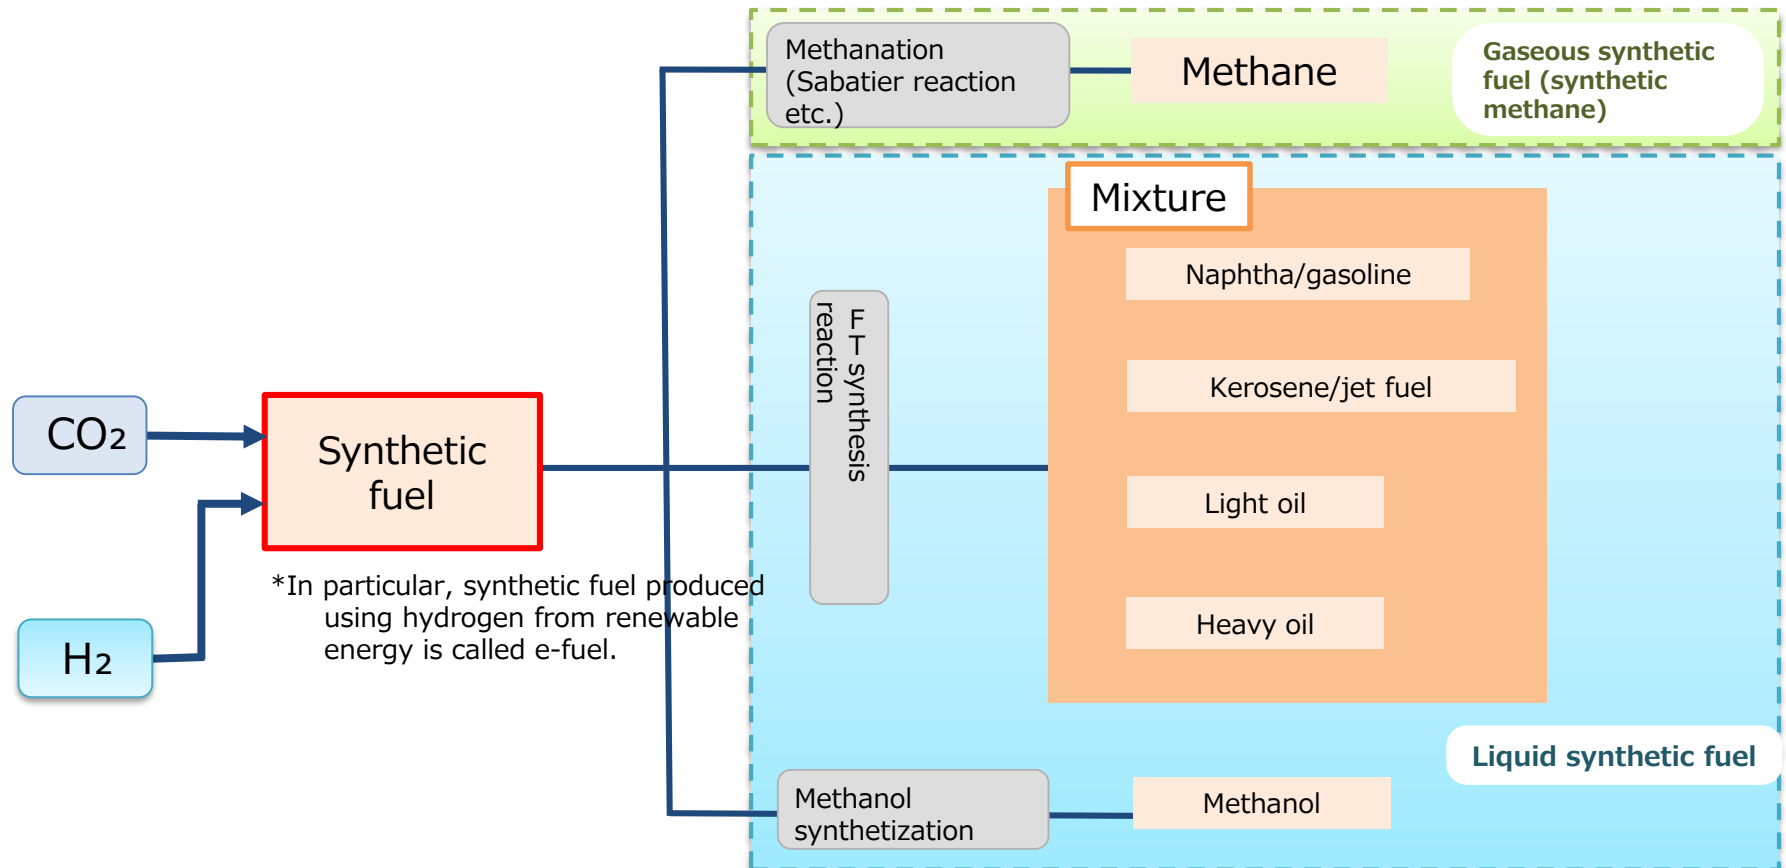 Methanation
(Sabatier reaction
etc.)
Methane
Gaseous synthetic
fuel (synthetic
methane)
Mixture
Naphtha/gasoline
Kerosene/jet fuel
Light oil
Heavy oil
FT synthesis
reaction
CO₂
H₂
Synthetic
fuel
*In particular, synthetic fuel produced
using hydrogen from renewable
energy is called e-fuel.
Liquid synthetic fuel
Methanol
synthetization
Methanol